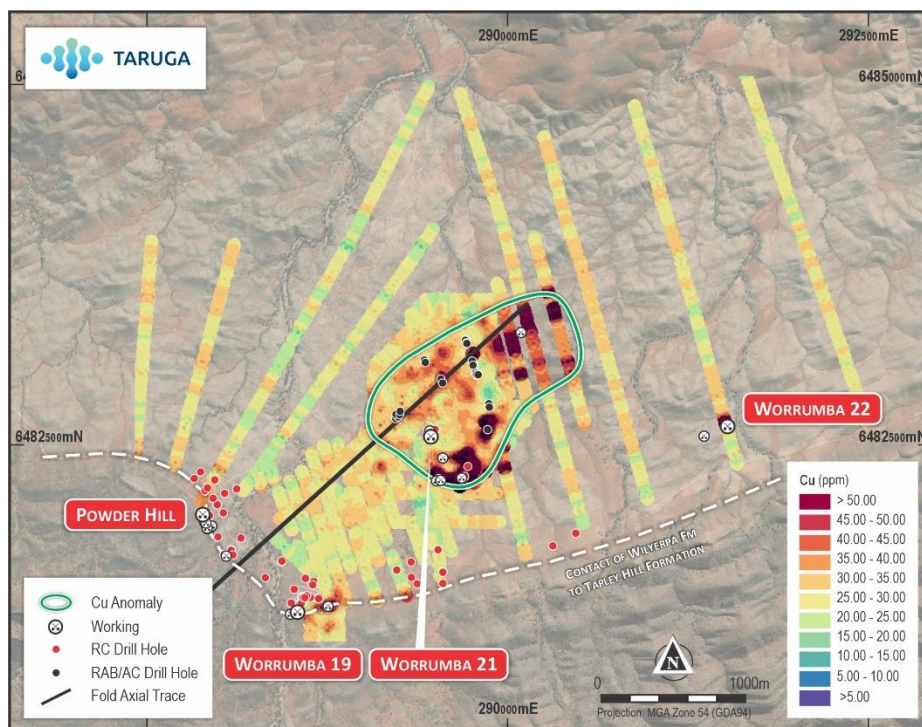 TARUGA
290000mE
292500mE
6485000mN
6482500mN
6482500mN
WORRUMBA 22
POWDER HILL
CONTACT OF WILYERPA FM
TO TAPLEY HILL FORMATION
WORRUMBA 19
WORRUMBA 21
Cu Anomaly
Working
RC Drill Hole
RAB/AC Drill Hole
Fold Axial Trace
N
0
1000m
Projection: MGA Zone 54 (GDA94)
290000mE
Cu (ppm)
> 50.00
45.00 - 50.00
40.00 - 45.00
35.00 - 40.00
30.00 - 35.00
25.00 - 30.00
20.00 - 25.00
15.00 - 20.00
10.00 - 15.00
5.00 - 10.00
>5.00